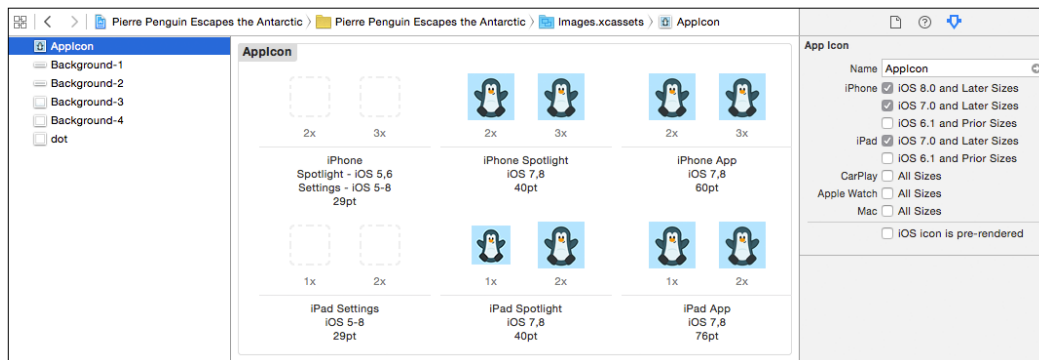 Pierre Penguin Escapes the Antarctic Pierre Penguin Escapes the Antarctic Images.xcassets AppIcon
AppIcon
Background-1
Background-2
Background-3
Background-4
dot
AppIcon
2x 3x 2x 3x 2x 3x
iPhone
Spotlight - iOS 5,6
Settings - iOS 5-8
29pt
iPhone Spotlight
iOS 7,8
40pt
iPhone App
iOS 7,8
60pt
1x 2x 1x 2x 1x 2x
iPad Settings
iOS 5-8
29pt
iPad Spotlight
iOS 7,8
40pt
iPad App
iOS 7,8
76pt
App Icon
Name AppIcon
iPhone iOS 8.0 and Later Sizes
iOS 7.0 and Later Sizes
iOS 6.1 and Prior Sizes
iPad iOS 7.0 and Later Sizes
iOS 6.1 and Prior Sizes
CarPlay All Sizes
Apple Watch All Sizes
Mac All Sizes
iOS icon is pre-rendered